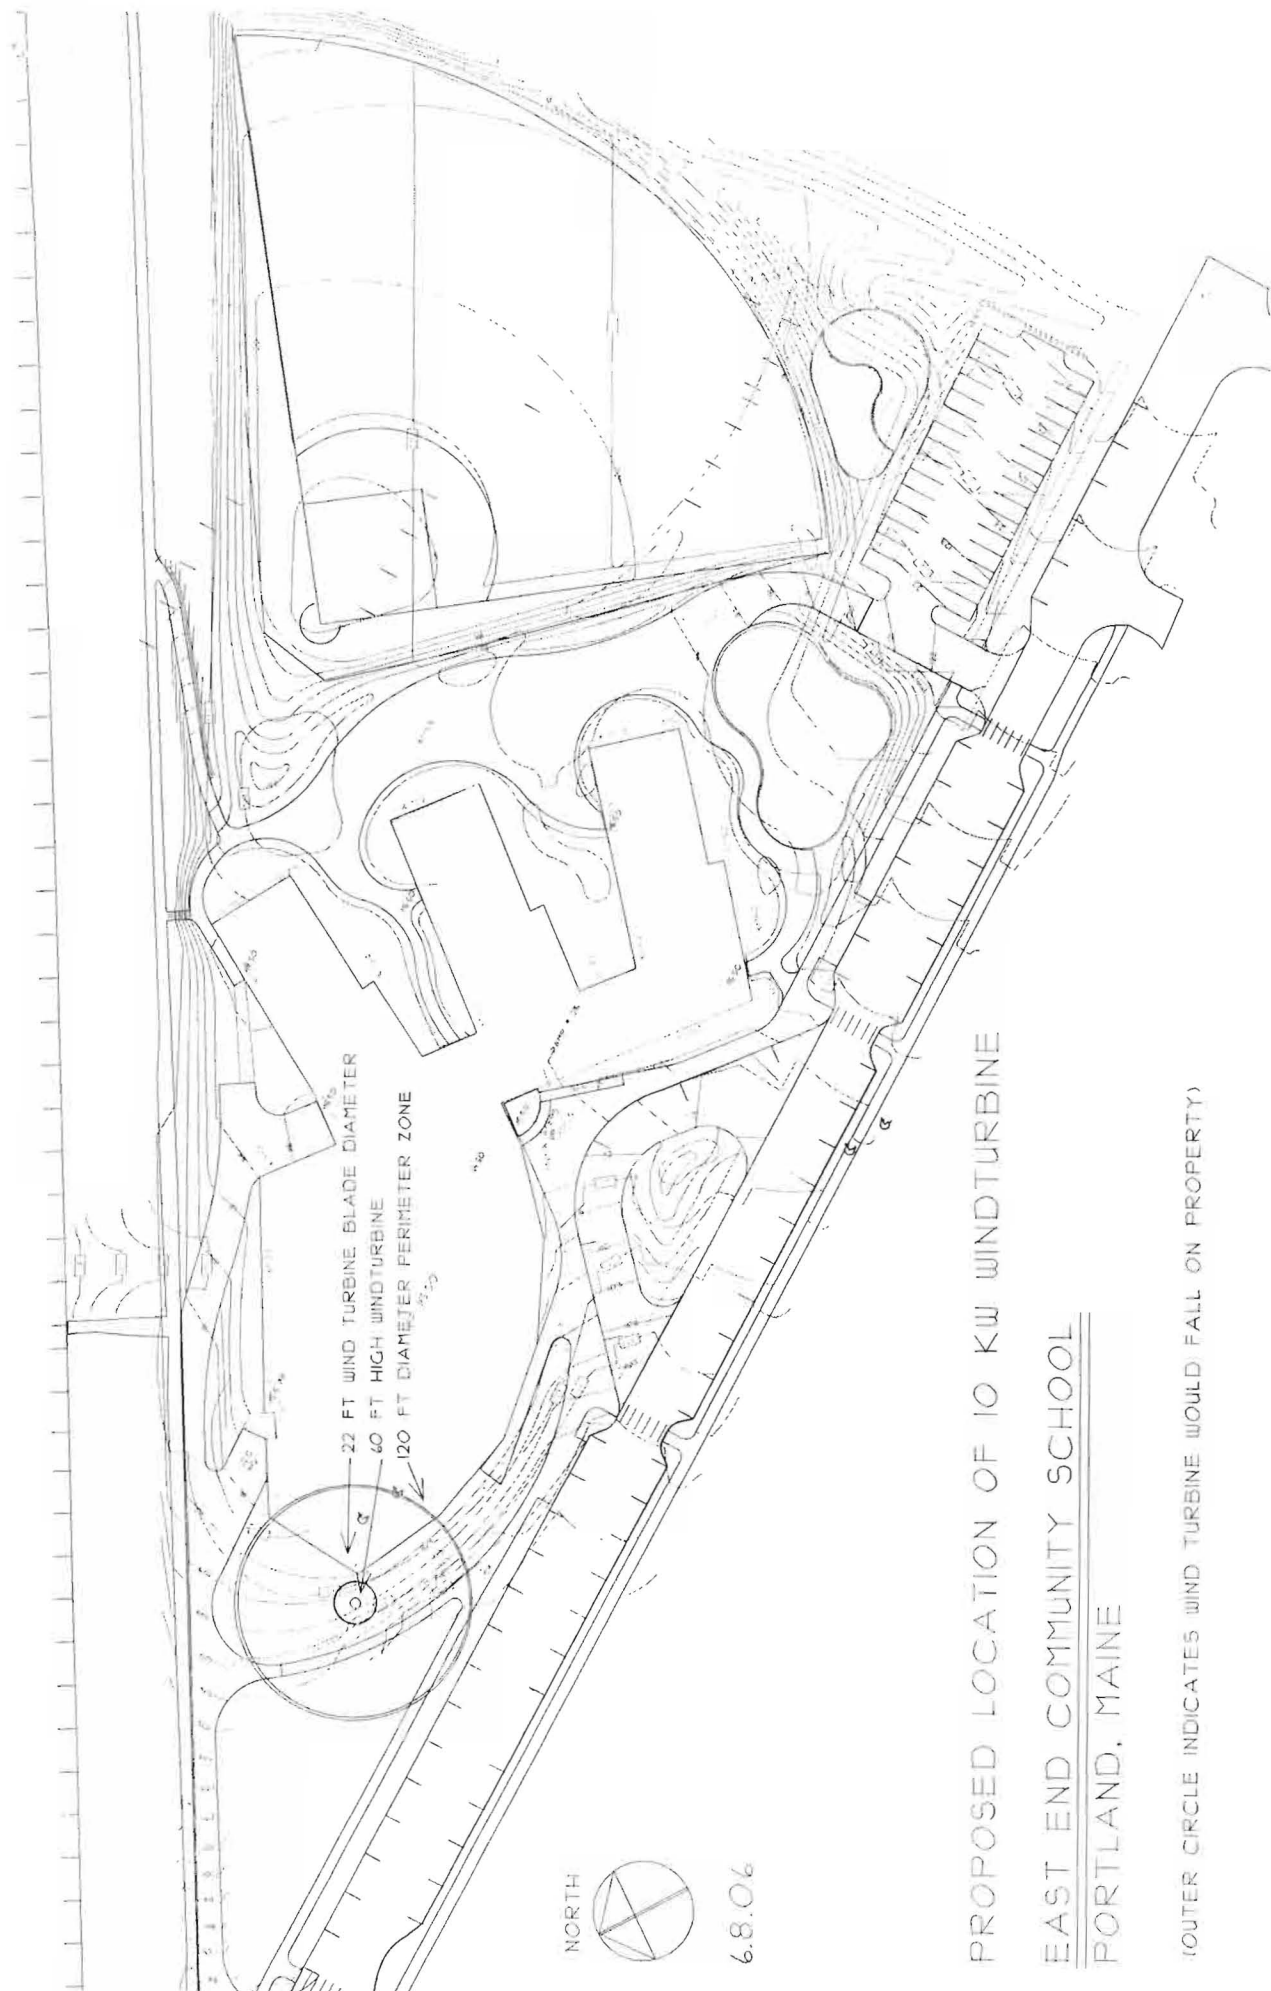 22 FT WIND TURBINE BLADE DIAMETER
60 FT HIGH WINDTURBINE
120 FT DIAMETER PERIMETER ZONE
NORTH
6.8.06
PROPOSED LOCATION OF 10 KW WINDTURBINE
EAST END COMMUNITY SCHOOL
PORTLAND, MAINE
(OUTER CIRCLE INDICATES WIND TURBINE WOULD FALL ON PROPERTY)